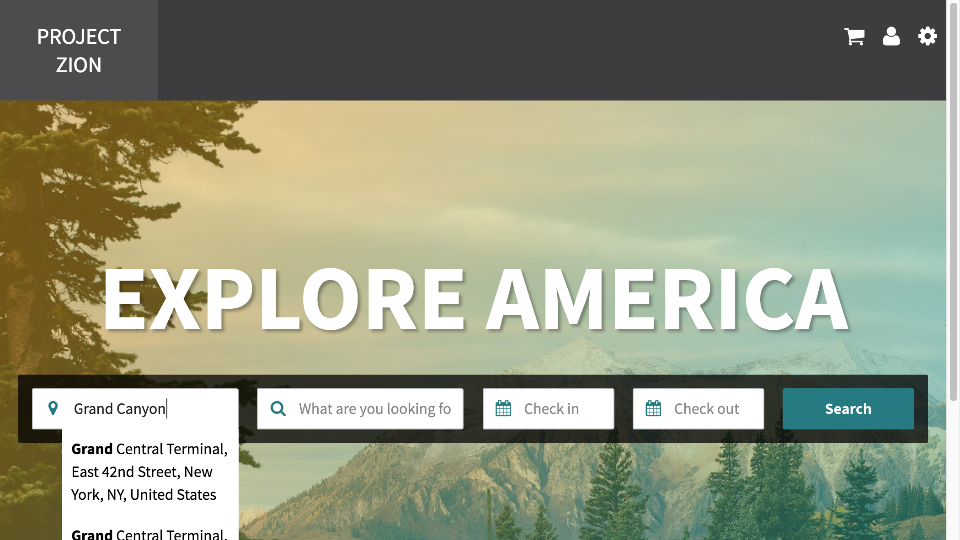 PROJECT
ZION
EXPLORE AMERICA
Grand Canyon
What are you looking fo
Check in
Check out
Search
Grand Central Terminal,
East 42nd Street, New
York, NY, United States
Grand Central Terminal,